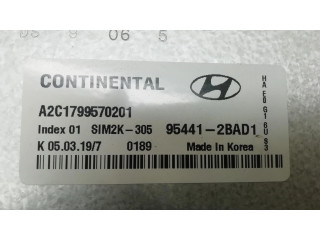 06 5
CONTINENTAL
A2C1799570201
Index 01 SIM2K-305 95441-2BAD1
K 05.03.19/7 0189 Made in Korea